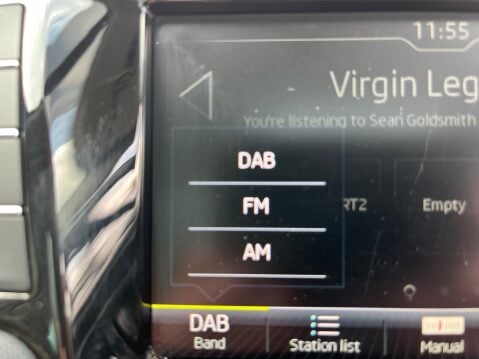 11:55
Virgin Leg
You're listening to Sean Goldsmith
DAB
FM
AM
RT2
Empty
DAB
Band
Station list
Manual